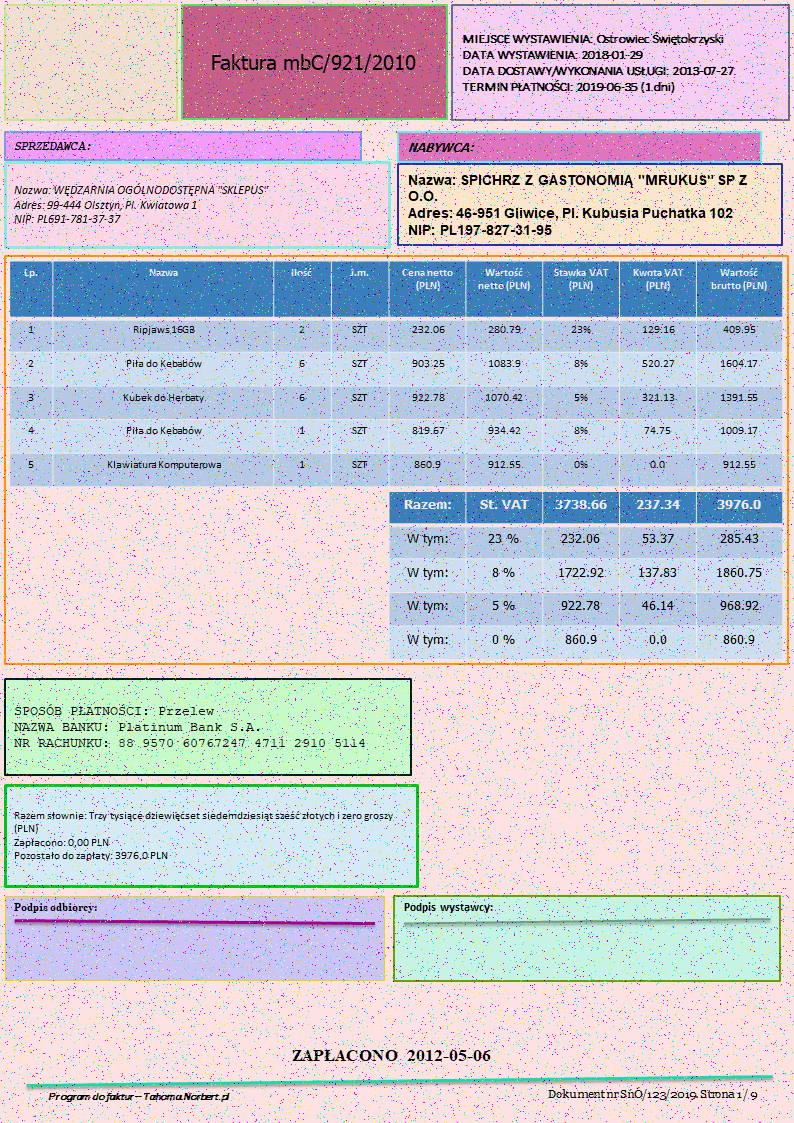 Faktura mbC/921/2010
MIEJSCE WYSTAWIENIA: Ostrowiec Świętokrzyski
DATA WYSTAWIENIA: 2018-01-29
DATA DOSTAWY/WYKONANIA USŁUGI: 2013-07-27
TERMIN PŁATNOŚCI: 2019-06-35 (1 dni)
SPRZEDAWCA:
Nazwa: WĘDZARNIA OGÓLNODOSTĘPNA "SKLEPUS"
Adres: 99-444 Olsztyn, Pl. Kwiatowa 1
NIP: PL691-781-37-37
NABYWCA:
Nazwa: SPICHRZ Z GASTONOMIĄ "MRUKUS" SP Z
O.O.
Adres: 46-951 Gliwice, Pl. Kubusia Puchatka 102
NIP: PL197-827-31-95
Lp. Nazwa Ilość J.m. Cena netto (PLN) Wartość netto (PLN) Stawka VAT (PLN) Kwota VAT (PLN) Wartość brutto (PLN)
1 Ripjaws 16GB 2 SZT 232.06 280.79 23% 129.16 409.95
2 Piła do Kebabów 6 SZT 903.25 1083.9 8% 520.27 1604.17
3 Kubek do Herbaty 6 SZT 922.78 1070.42 5% 321.13 1391.55
4 Piła do Kebabów 1 SZT 819.67 934.42 8% 74.75 1009.17
5 Klawiatura Komputerowa 1 SZT 860.9 912.55 0% 0.0 912.55
Razem: St. VAT 3738.66 237.34 3976.0
W tym: 23 % 232.06 53.37 285.43
W tym: 8 % 1722.92 137.83 1860.75
W tym: 5 % 922.78 46.14 968.92
W tym: 0 % 860.9 0.0 860.9
SPOSÓB PŁATNOŚCI: Przelew
NAZWA BANKU: Platinum Bank S.A.
NR RACHUNKU: 88 9570 60767247 4711 2910 5114
Razem słownie: Trzy tysiące dziewięćset siedemdziesiąt sześć złotych i zero groszy
(PLN)
Zapłacono: 0,00 PLN
Pozostało do zapłaty: 3976,0 PLN
Podpis odbiorcy:
Podpis wystawcy:
ZAPŁACONO 2012-05-06
Program do faktur – Tahoma.Norbert.pl
Dokument nr SńÓ/123/2019 Strona 1 / 9